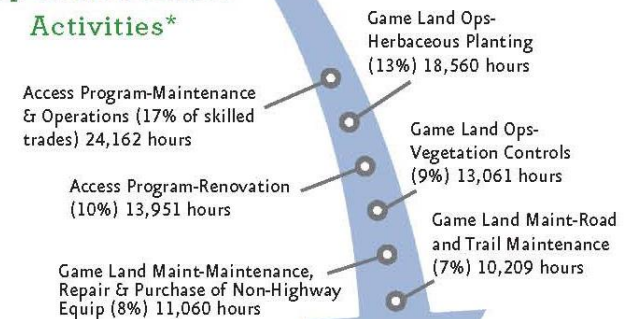 Activities*
Game Land Ops-
Herbaceous Planting
(13%) 18,560 hours
Access Program-Maintenance
& Operations (17% of skilled
trades) 24,162 hours
Game Land Ops-
Vegetation Controls
(9%) 13,061 hours
Access Program-Renovation
(10%) 13,951 hours
Game Land Maint-Road
and Trail Maintenance
(7%) 10,209 hours
Game Land Maint-Maintenance,
Repair & Purchase of Non-Highway
Equip (8%) 11,060 hours